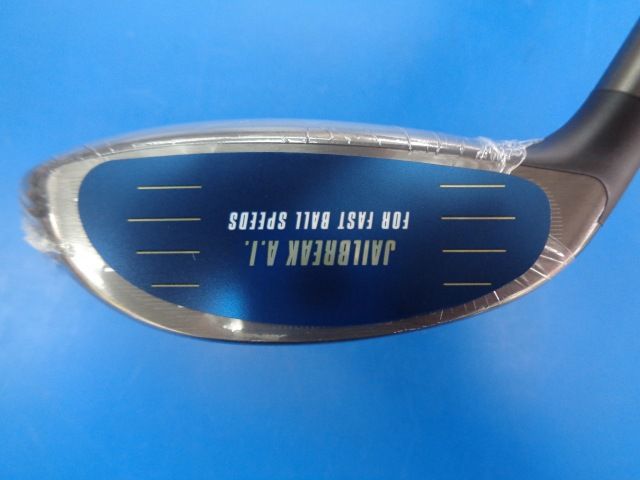 JAILBREAK A.I.
FOR FAST BALL SPEEDS